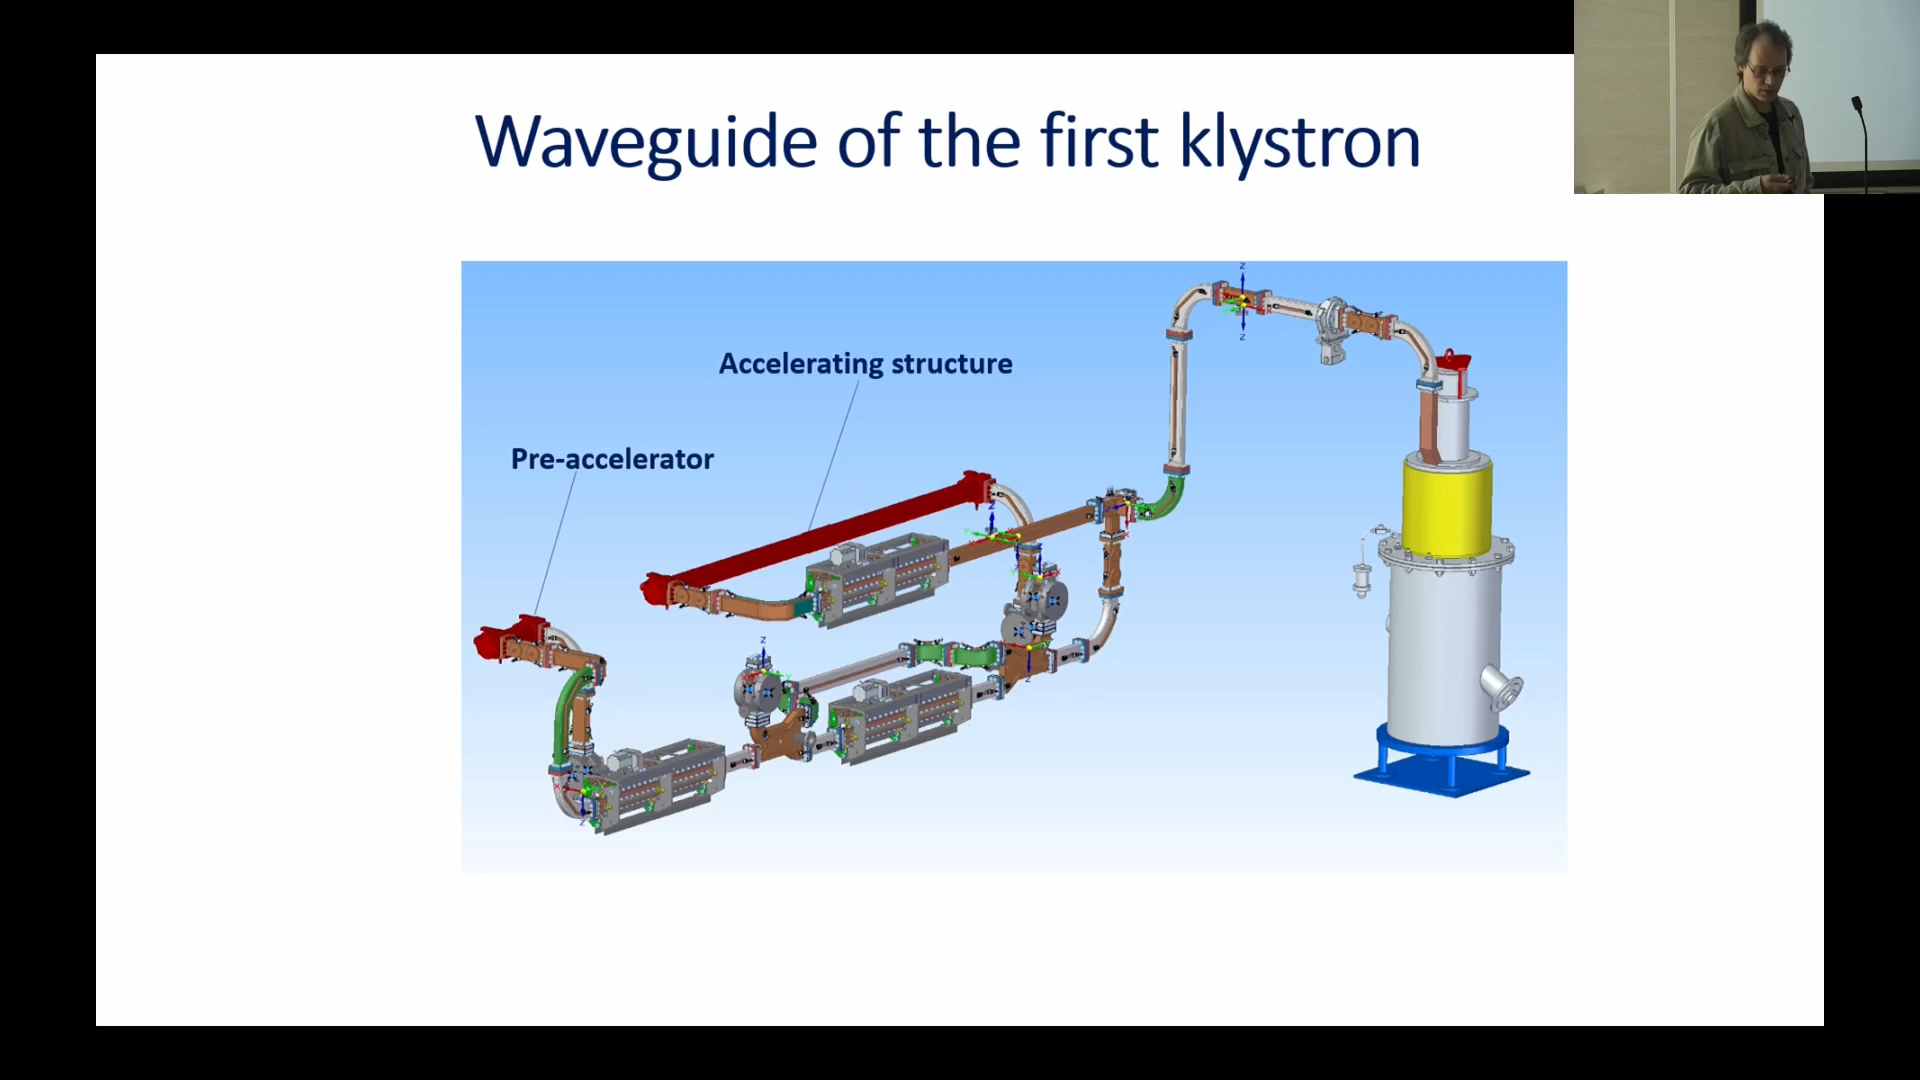 Waveguide of the first klystron
Accelerating structure
Pre-accelerator
Z
Z
Z